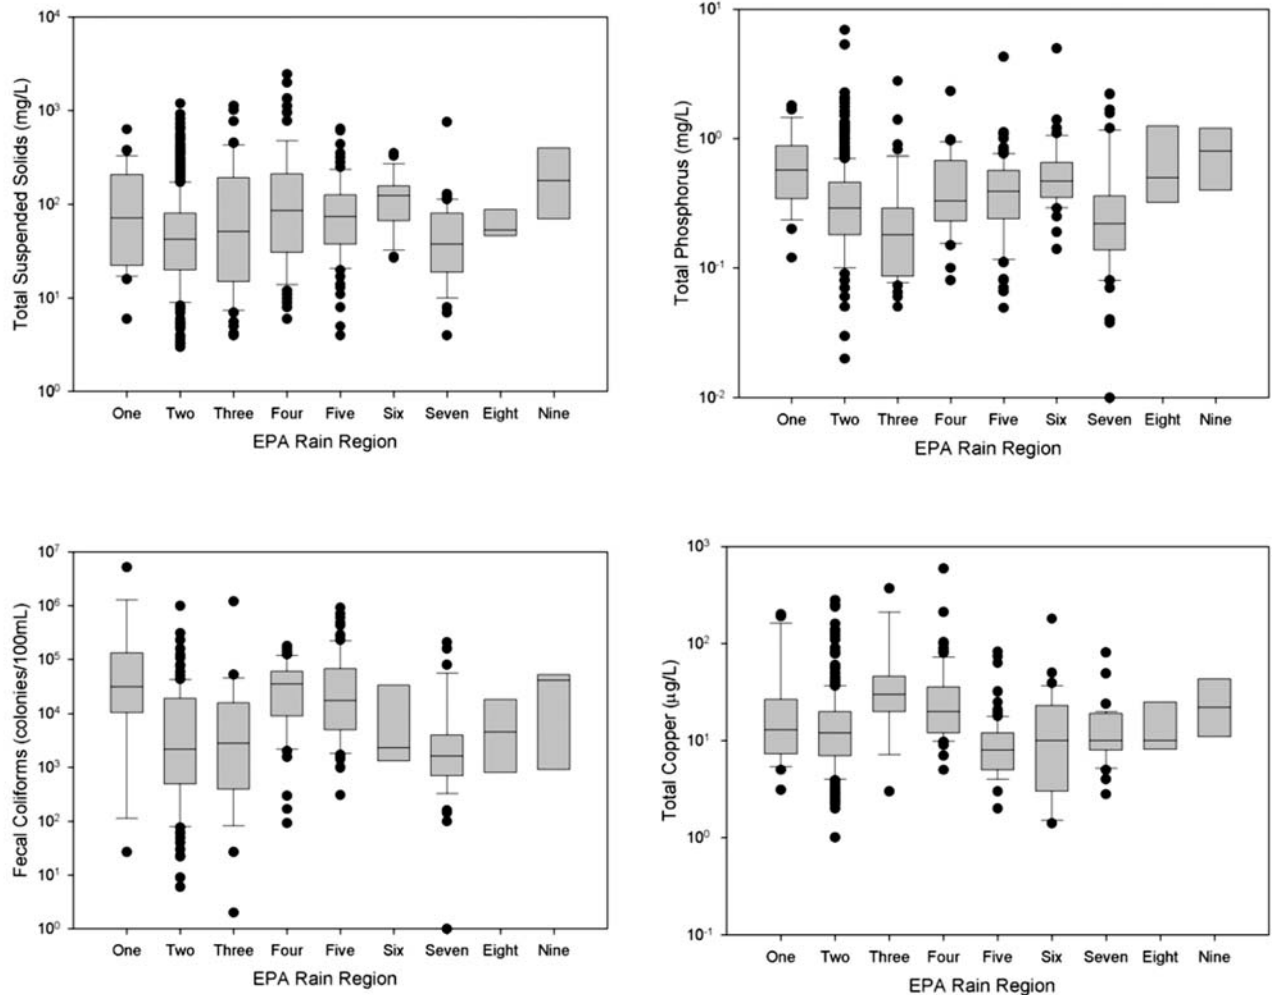 10⁴
10³
10²
10¹
10⁰
Total Suspended Solids (mg/L)
One Two Three Four Five Six Seven Eight Nine
EPA Rain Region
10¹
10⁰
10⁻¹
10⁻²
Total Phosphorus (mg/L)
One Two Three Four Five Six Seven Eight Nine
EPA Rain Region
10⁷
10⁶
10⁵
10⁴
10³
10²
10¹
10⁰
Fecal Coliforms (colonies/100mL)
One Two Three Four Five Six Seven Eight Nine
EPA Rain Region
10³
10²
10¹
10⁰
10⁻¹
Total Copper (µg/L)
One Two Three Four Five Six Seven Eight Nine
EPA Rain Region